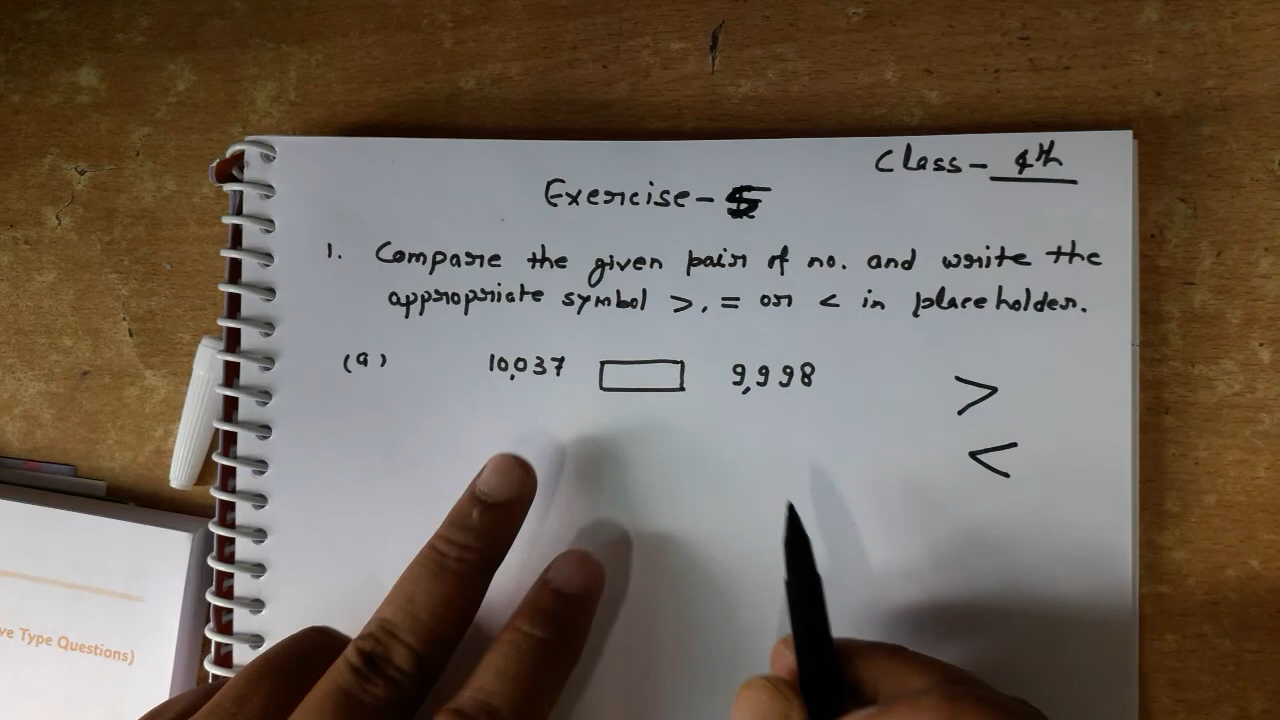 Class- 4th
Exercise-5
1. Compare the given pair of no. and write the
appropriate symbol >, = or < in placeholder.
(a) 10,037 9,998
>
<
ve Type Questions)